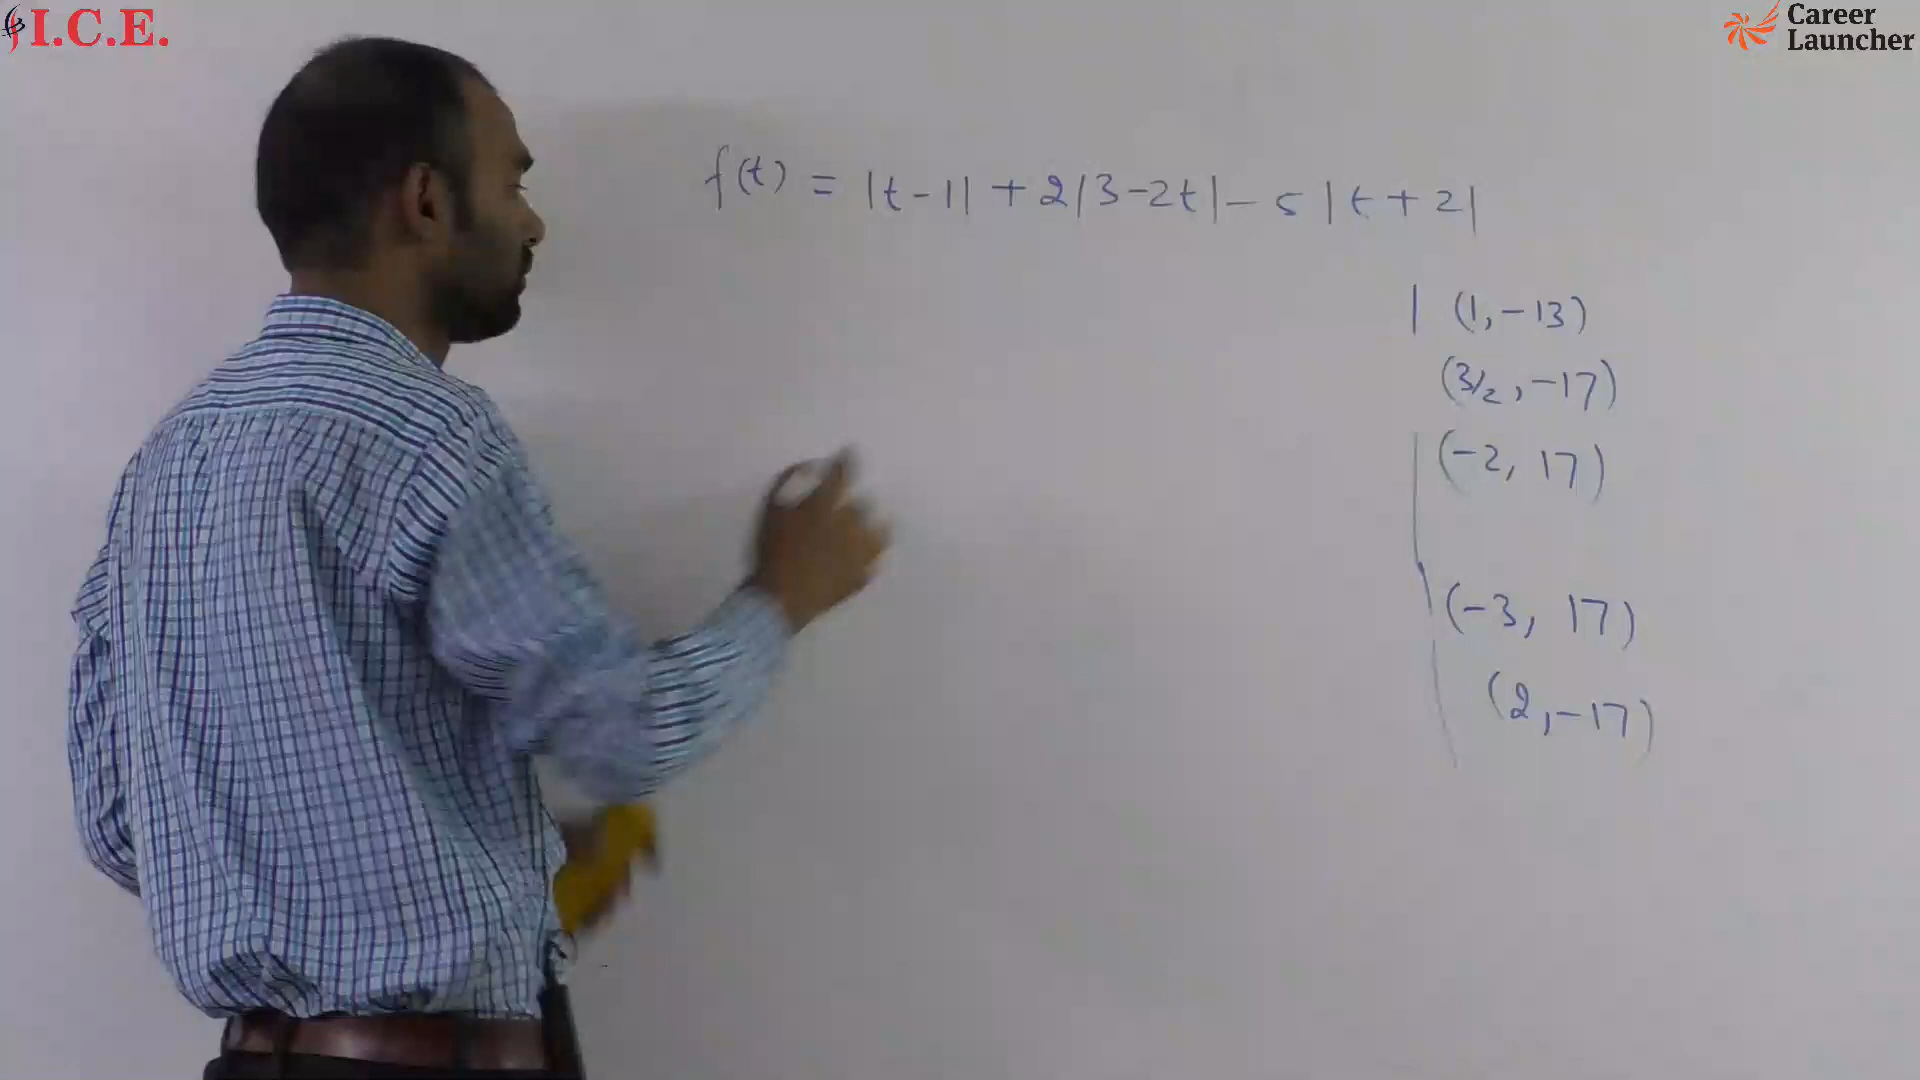 I.C.E.
Career
Launcher
f(t) = |t-1| + 2|3-2t| - 5|t+2|
(1, -13)
(3/2, -17)
(-2, 17)
(-3, 17)
(2, -17)